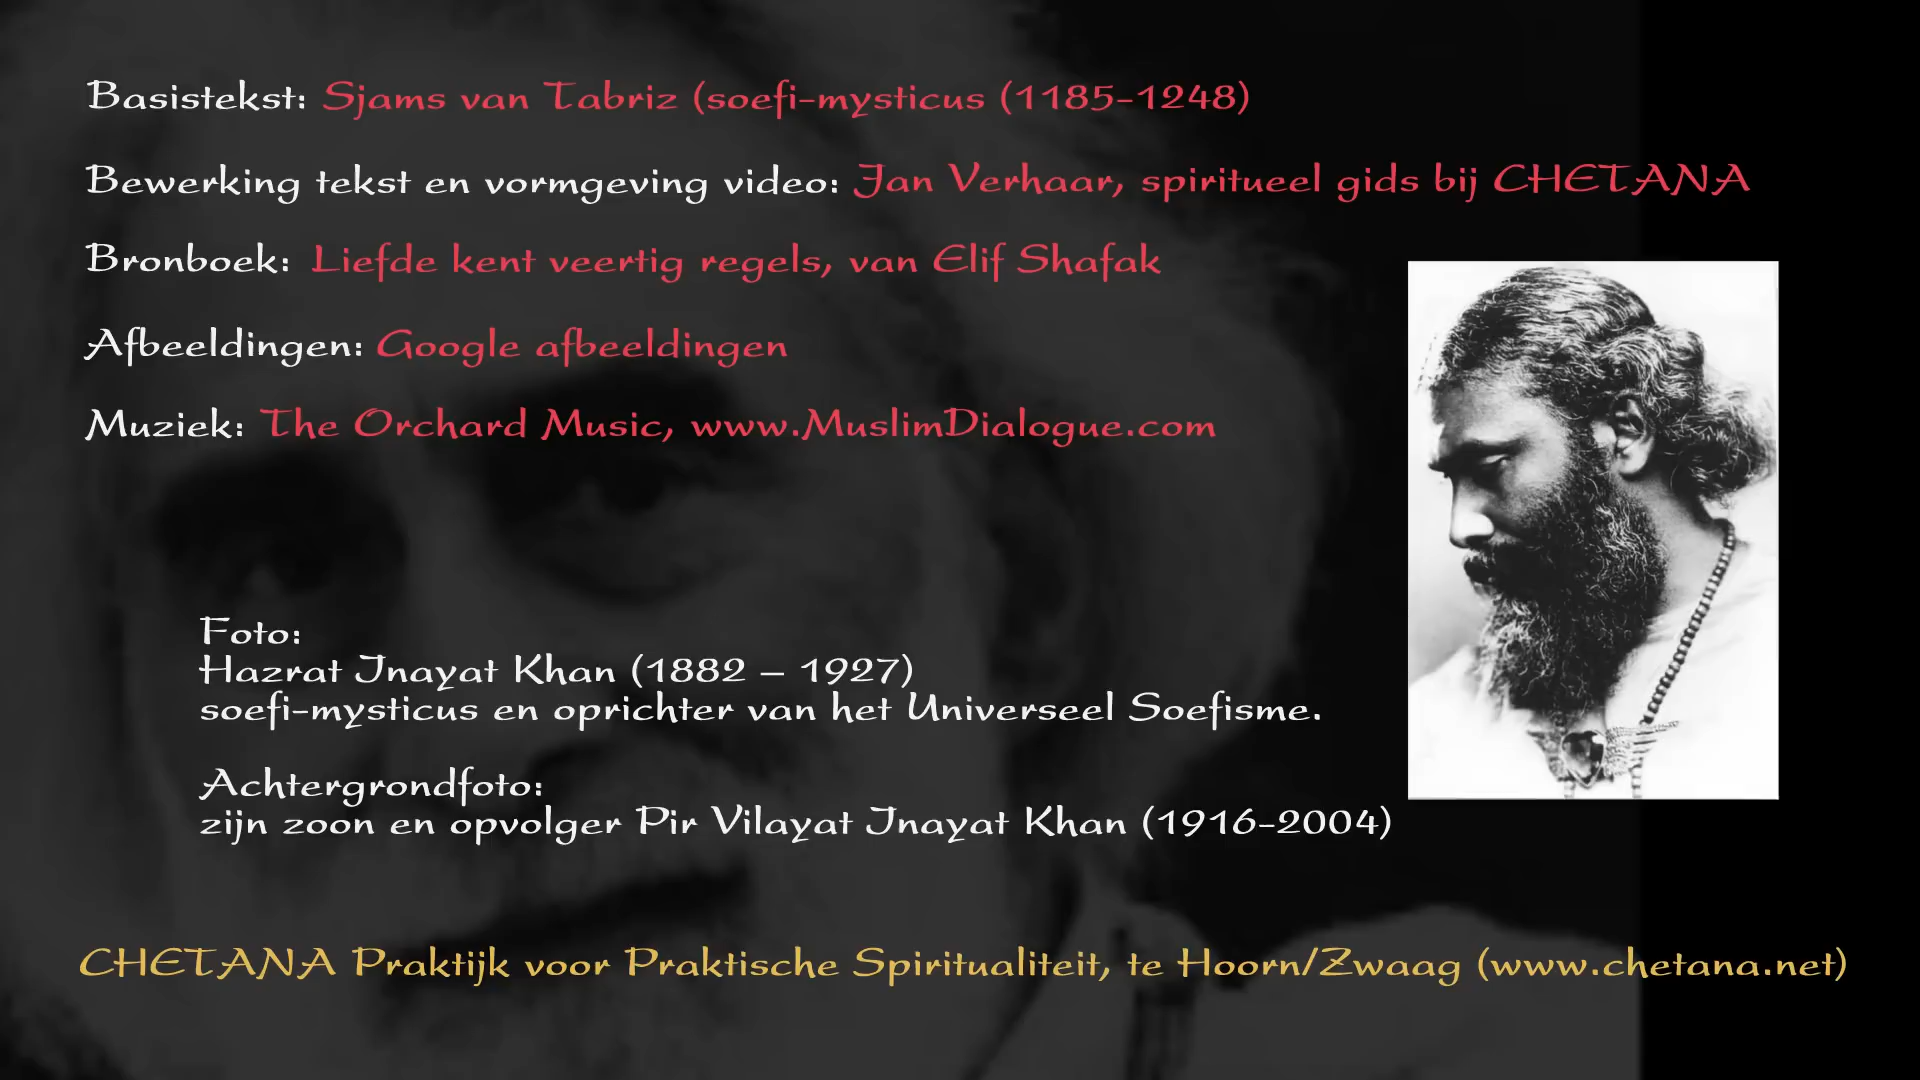 Basistekst: Sjams van Tabriz (soefi-mysticus (1185-1248)
Bewerking tekst en vormgeving video: Jan Verhaar, spiritueel gids bij CHETANA
Bronboek: Liefde kent veertig regels, van Elif Shafak
Afbeeldingen: Google afbeeldingen
Muziek: The Orchard Music, www.MuslimDialogue.com
Foto:
Hazrat Inayat Khan (1882 – 1927)
soefi-mysticus en oprichter van het Universeel Soefisme.
Achtergrondfoto:
zijn zoon en opvolger Pir Vilayat Inayat Khan (1916-2004)
CHETANA Praktijk voor Praktische Spiritualiteit, te Hoorn/Zwaag (www.chetana.net)